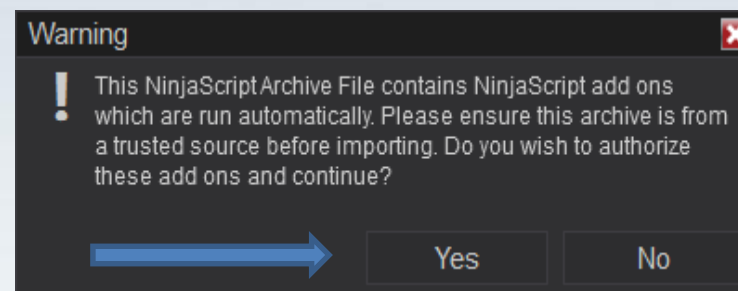 Warning
This NinjaScript Archive File contains NinjaScript add ons
which are run automatically. Please ensure this archive is from
a trusted source before importing. Do you wish to authorize
these add ons and continue?
Yes No